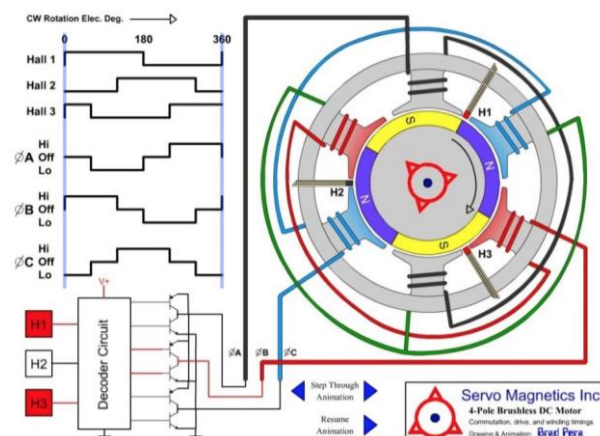 CW Rotation Elec. Deg.
0 180 360
Hall 1
Hall 2
Hall 3
Hi
ØA Off
Lo
Hi
ØB Off
Lo
Hi
ØC Off
Lo
V+
H1
H2
H3
Decoder Circuit
ØA ØB ØC
S
N
S
N
H1
H2
H3
Step Through
Animation
Resume
Animation
Servo Magnetics Inc
4-Pole Brushless DC Motor
Commutation, drive, and winding timings
Drawing & Animation: Brad Pera